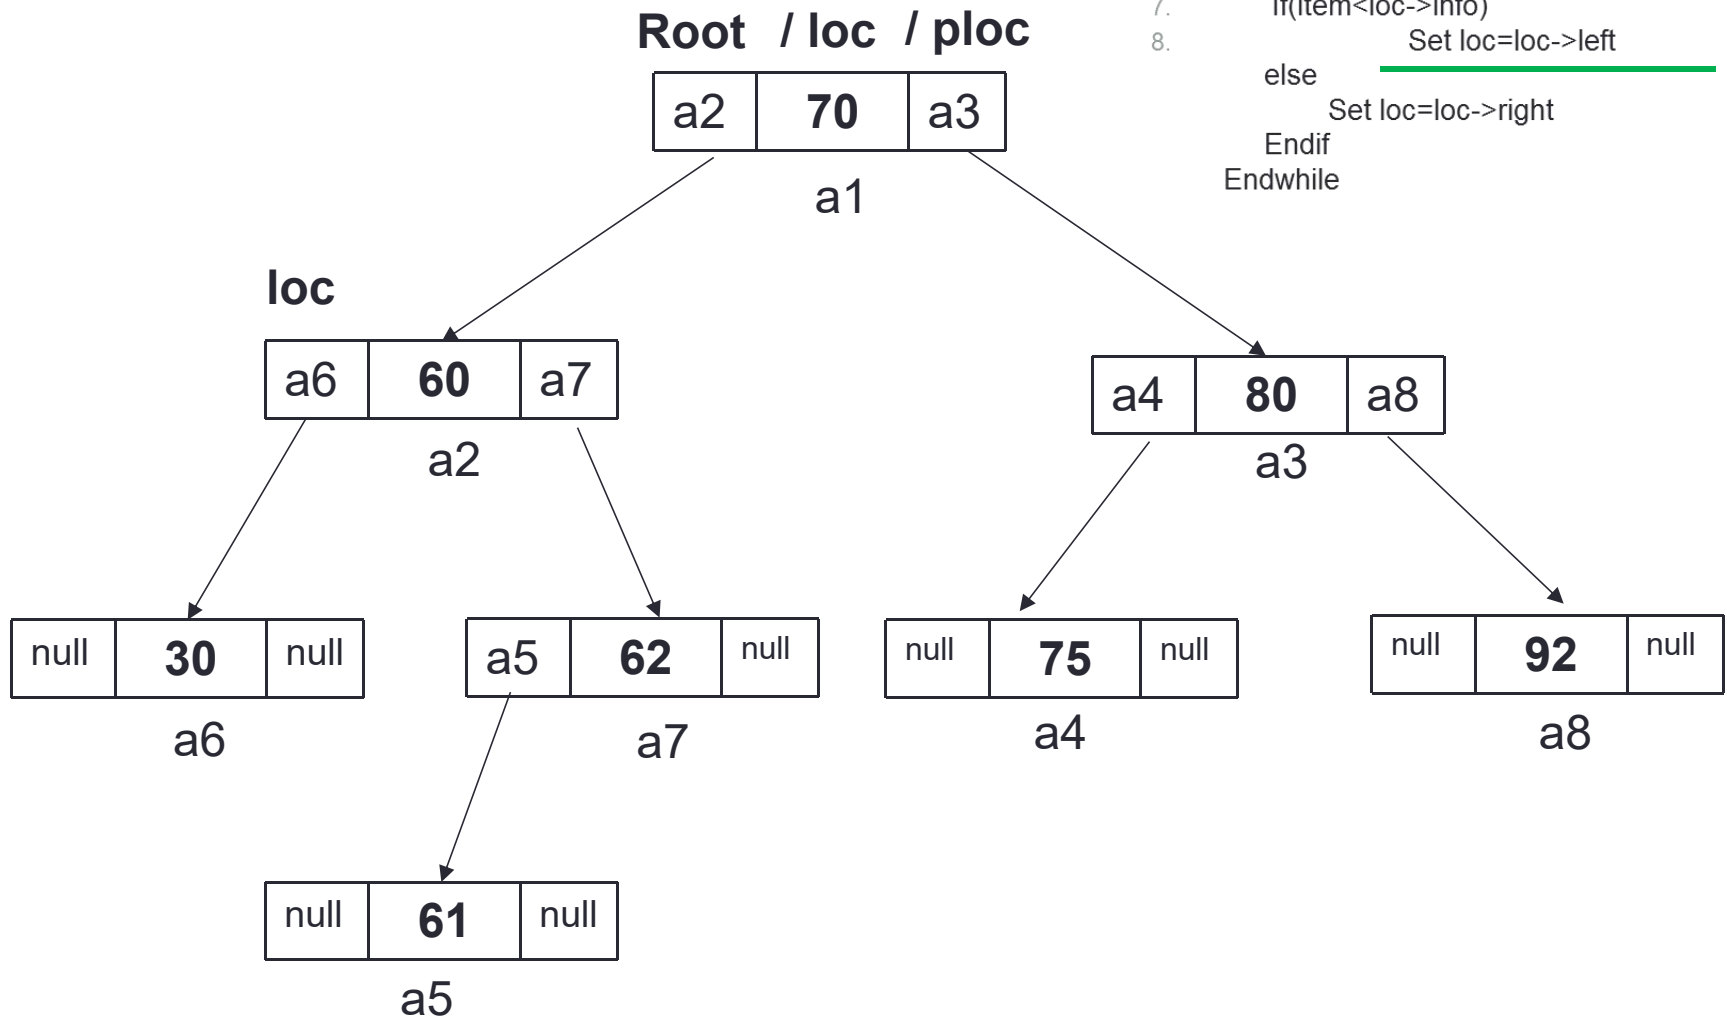 Root / loc / ploc
7. If(item<loc->info)
8. Set loc=loc->left
else
Set loc=loc->right
Endif
Endwhile
a2 70 a3
a1
loc
a6 60 a7
a2
a4 80 a8
a3
null 30 null
a6
a5 62 null
a7
null 75 null
a4
null 92 null
a8
null 61 null
a5